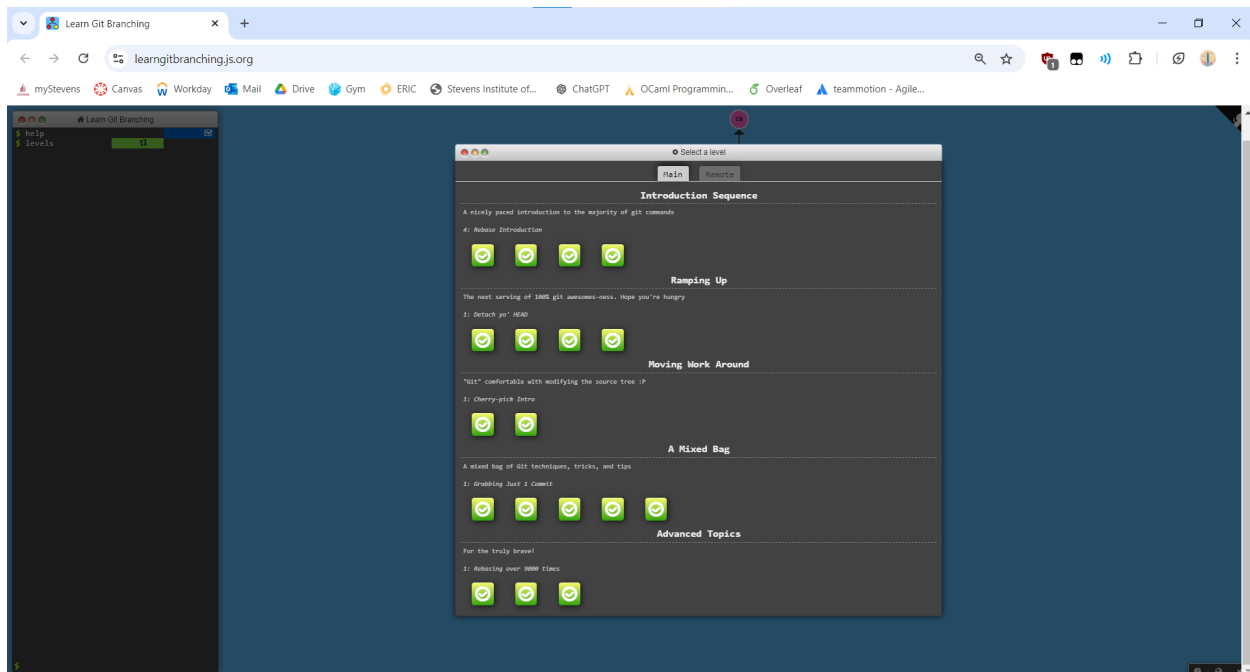 Learn Git Branching
learngitbranching.js.org
1
myStevens Canvas Workday Mail Drive Gym ERIC Stevens Institute of... ChatGPT OCaml Programmin... Overleaf teammotion - Agile...
Learn Git Branching
$ help
$ levels
$
Select a level
Main Remote
Introduction Sequence
A nicely paced introduction to the majority of git commands
4: Rebase Introduction
Ramping Up
The next serving of 100% git awesomes-ness. Hope you're hungry
1: Detach yo' HEAD
Moving Work Around
"Git" comfortable with modifying the source tree :P
1: Cherry-pick Intro
A Mixed Bag
A mixed bag of Git techniques, tricks, and tips
1: Grabbing Just 1 Commit
Advanced Topics
For the truly brave!
1: Rebasing over 9000 times